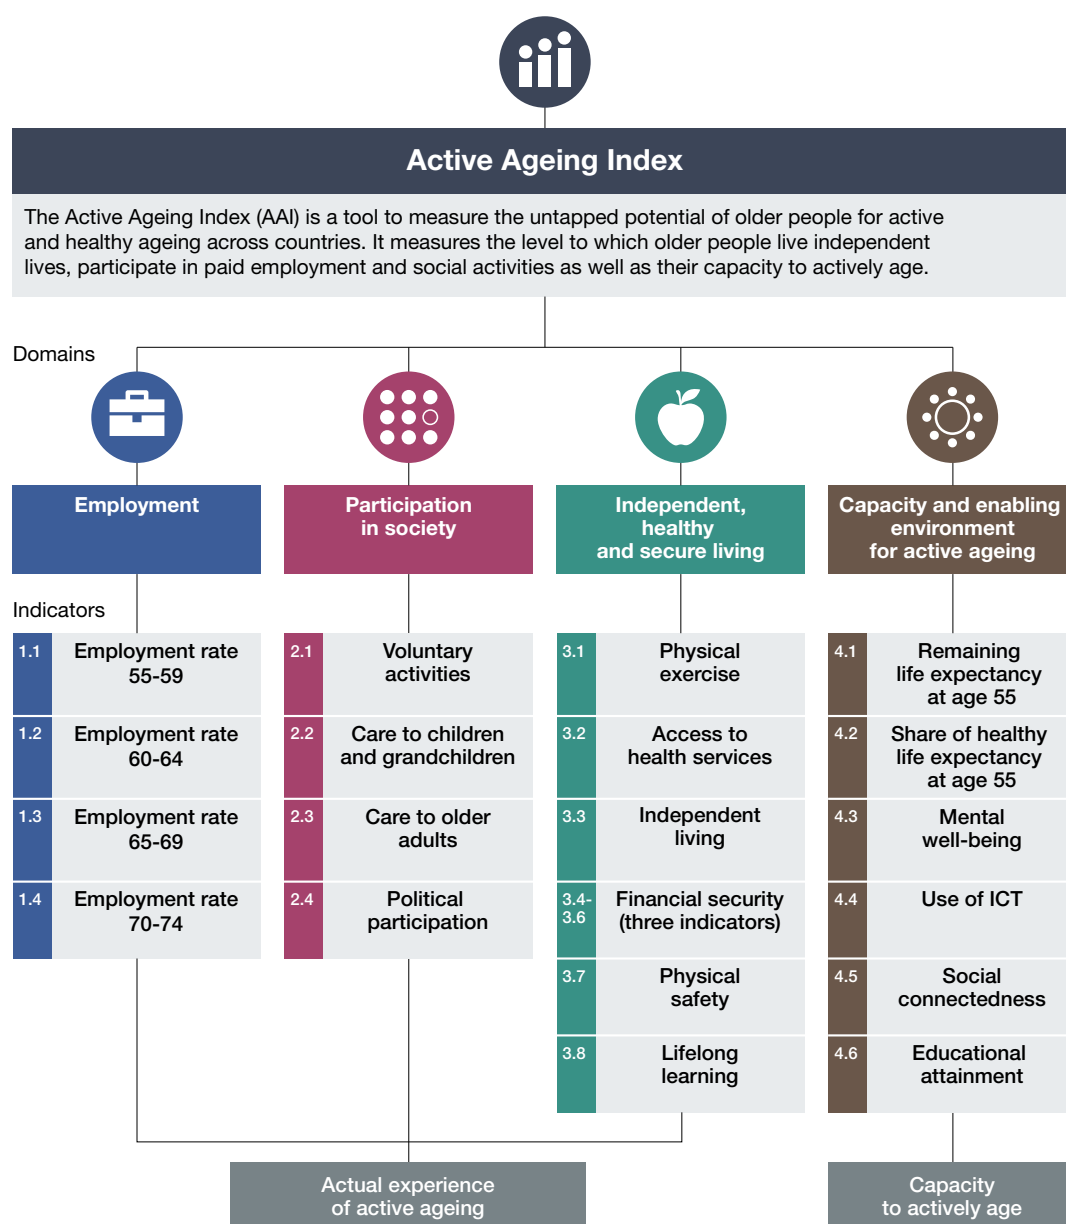 Active Ageing Index
The Active Ageing Index (AAI) is a tool to measure the untapped potential of older people for active
and healthy ageing across countries. It measures the level to which older people live independent
lives, participate in paid employment and social activities as well as their capacity to actively age.
Domains
Employment
Participation
in society
Independent,
healthy
and secure living
Capacity and enabling
environment
for active ageing
Indicators
1.1
Employment rate
55-59
1.2
Employment rate
60-64
1.3
Employment rate
65-69
1.4
Employment rate
70-74
2.1
Voluntary
activities
2.2
Care to children
and grandchildren
2.3
Care to older
adults
2.4
Political
participation
3.1
Physical
exercise
3.2
Access to
health services
3.3
Independent
living
3.4-
3.6
Financial security
(three indicators)
3.7
Physical
safety
3.8
Lifelong
learning
4.1
Remaining
life expectancy
at age 55
4.2
Share of healthy
life expectancy
at age 55
4.3
Mental
well-being
4.4
Use of ICT
4.5
Social
connectedness
4.6
Educational
attainment
Actual experience
of active ageing
Capacity
to actively age